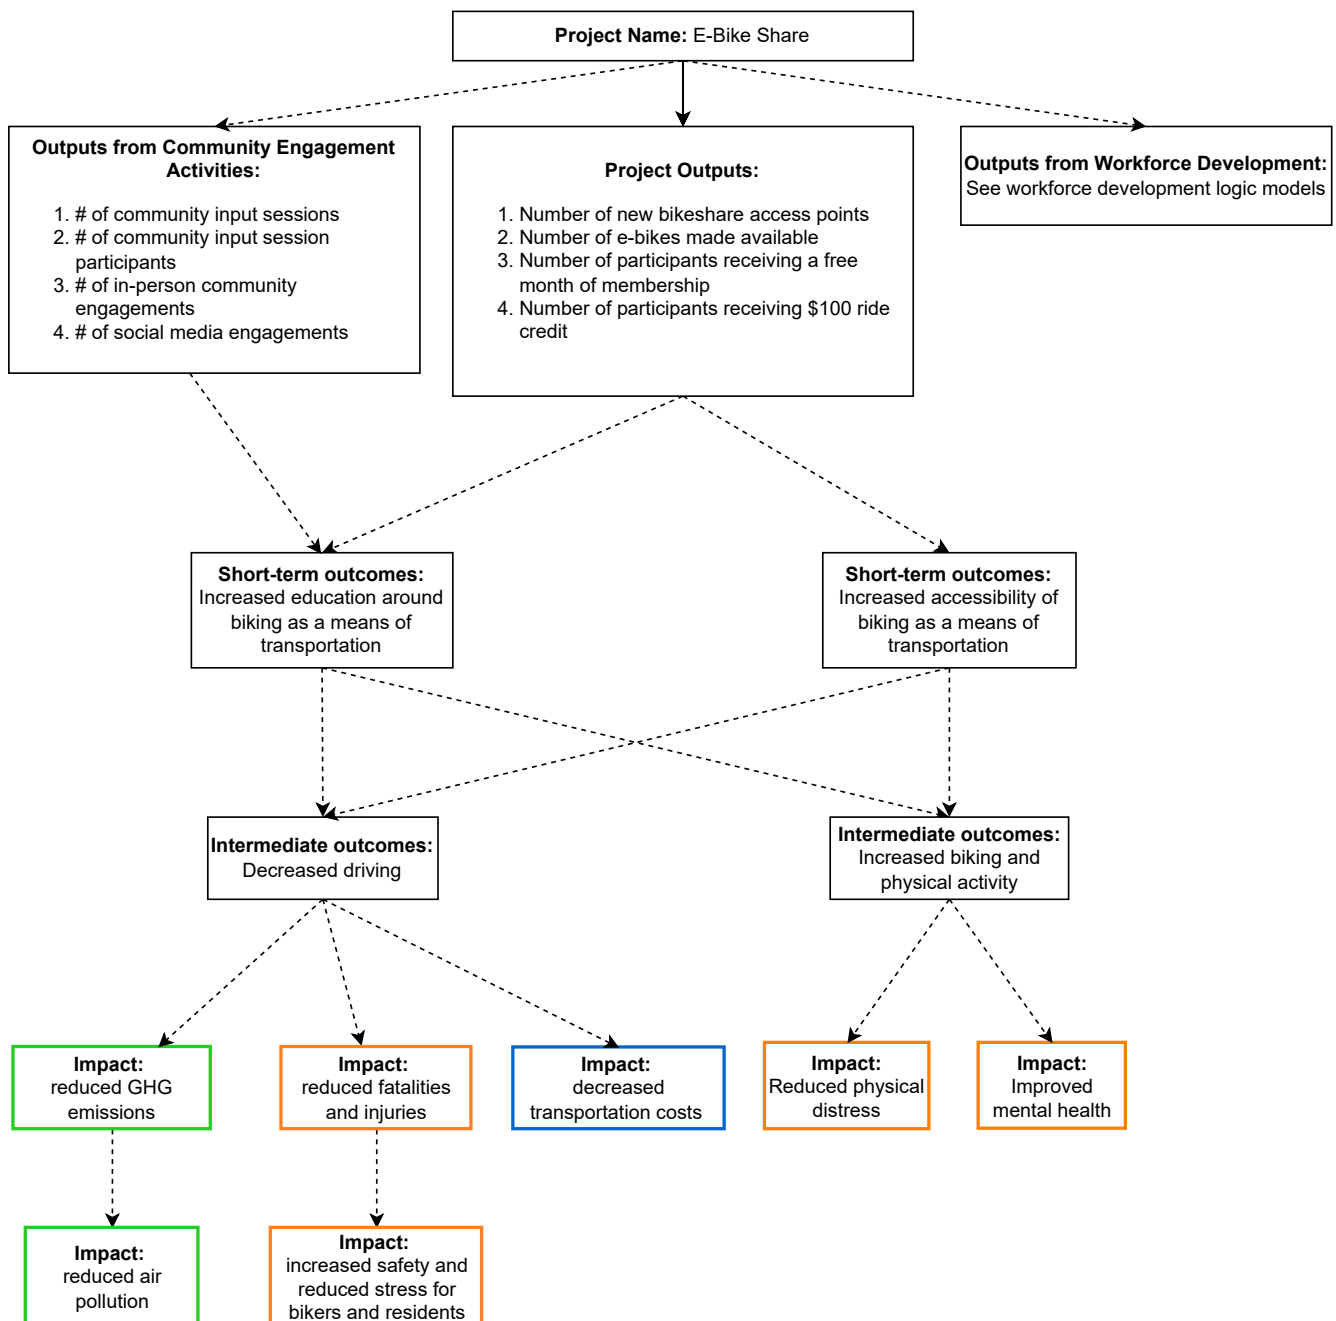 Project Name: E-Bike Share
Outputs from Community Engagement
Activities:
1. # of community input sessions
2. # of community input session
participants
3. # of in-person community
engagements
4. # of social media engagements
Project Outputs:
1. Number of new bikeshare access points
2. Number of e-bikes made available
3. Number of participants receiving a free
month of membership
4. Number of participants receiving $100 ride
credit
Outputs from Workforce Development:
See workforce development logic models
Short-term outcomes:
Increased education around
biking as a means of
transportation
Short-term outcomes:
Increased accessibility of
biking as a means of
transportation
Intermediate outcomes:
Decreased driving
Intermediate outcomes:
Increased biking and
physical activity
Impact:
reduced GHG
emissions
Impact:
reduced fatalities
and injuries
Impact:
decreased
transportation costs
Impact:
Reduced physical
distress
Impact:
Improved
mental health
Impact:
reduced air
pollution
Impact:
increased safety and
reduced stress for
bikers and residents